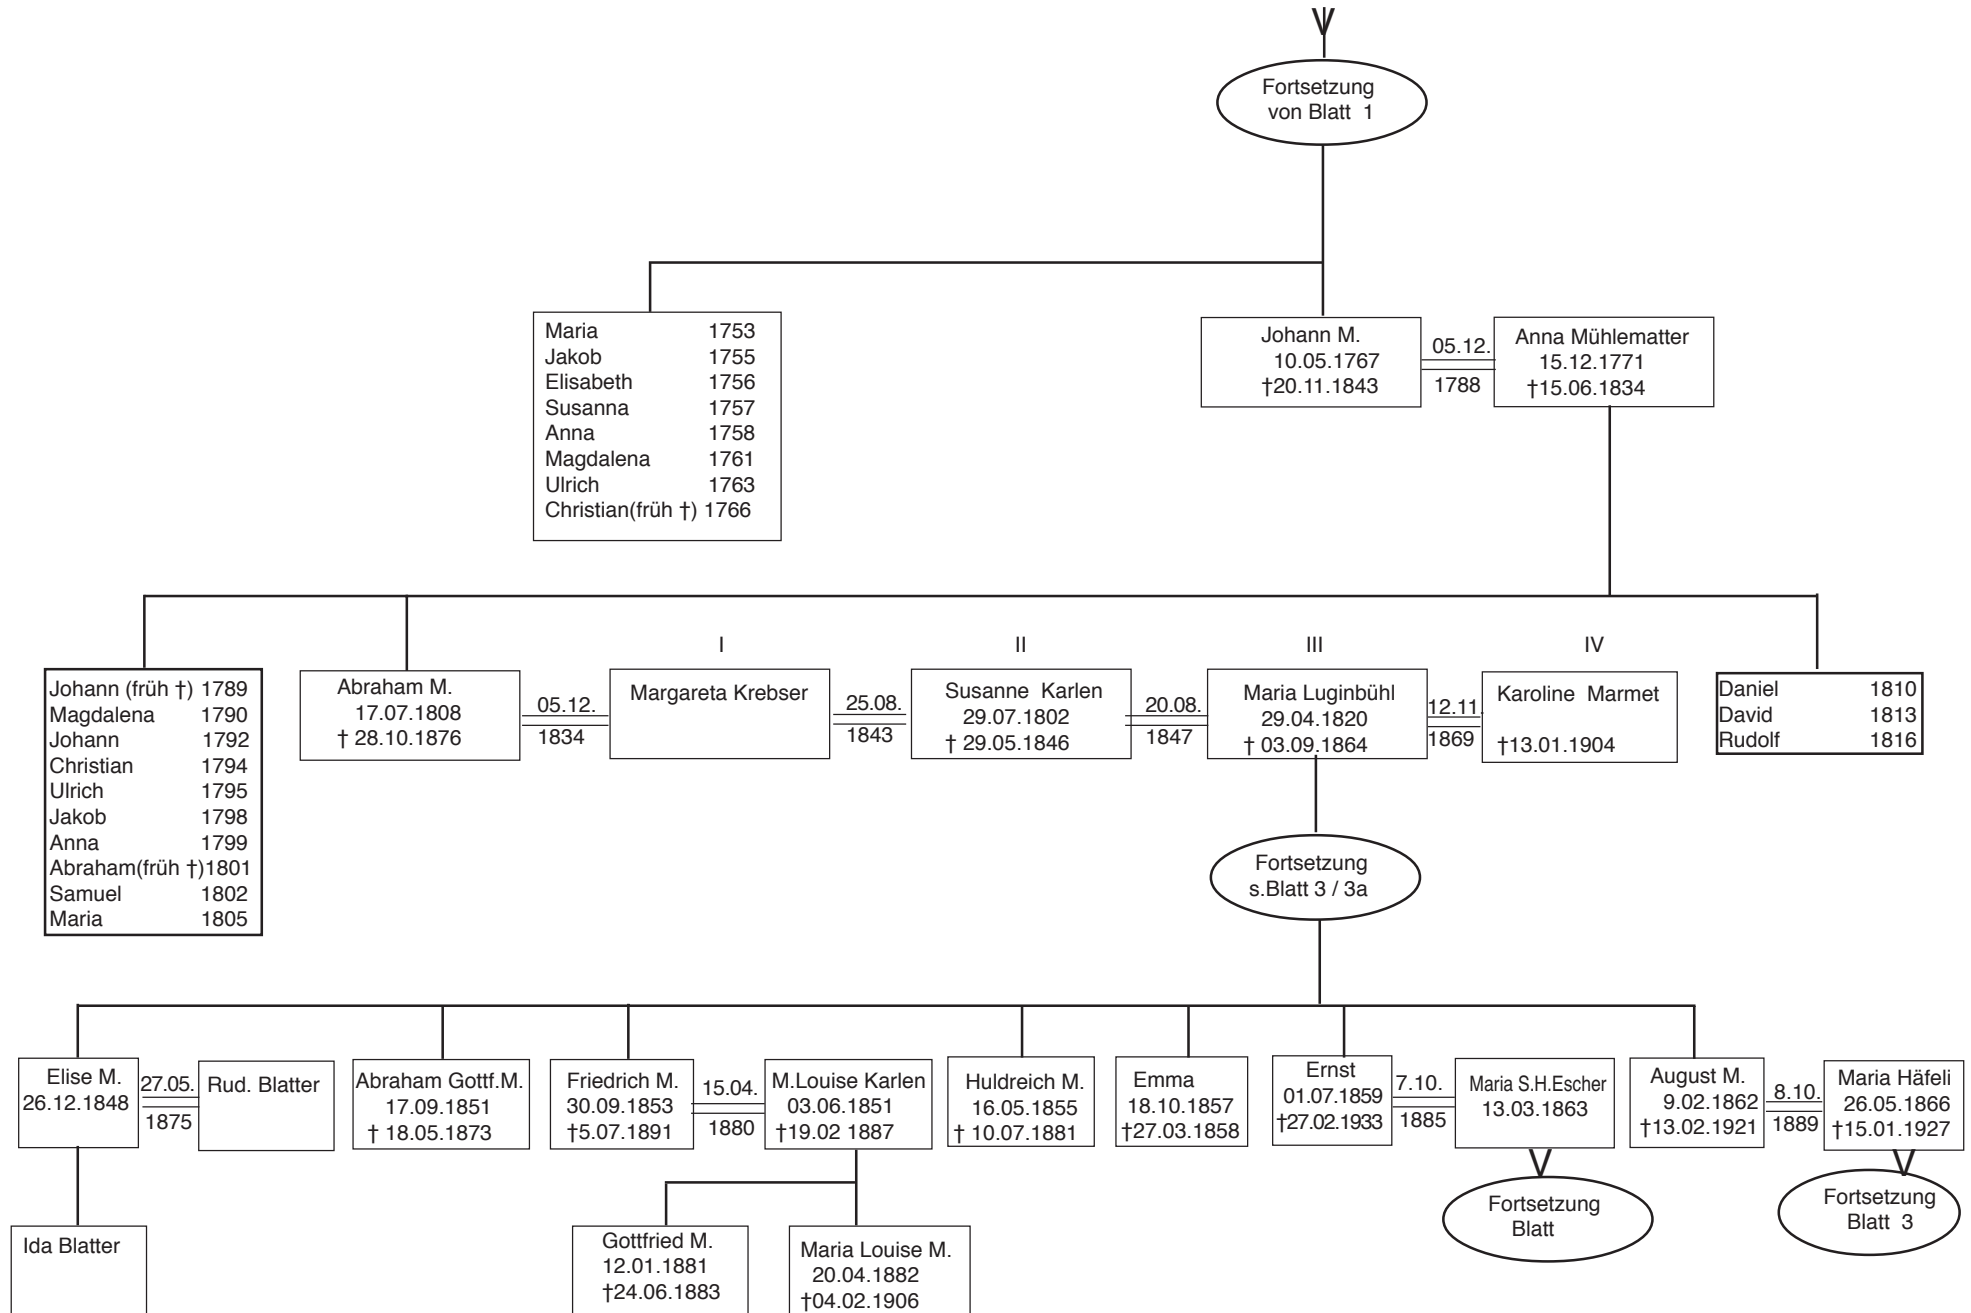 Fortsetzung
von Blatt 1
Maria 1753
Jakob 1755
Elisabeth 1756
Susanna 1757
Anna 1758
Magdalena 1761
Ulrich 1763
Christian(früh †) 1766
Johann M.
10.05.1767
†20.11.1843
05.12.
1788
Anna Mühlematter
15.12.1771
†15.06.1834
I
II
III
IV
Johann (früh †) 1789
Magdalena 1790
Johann 1792
Christian 1794
Ulrich 1795
Jakob 1798
Anna 1799
Abraham(früh †)1801
Samuel 1802
Maria 1805
Abraham M.
17.07.1808
† 28.10.1876
05.12.
1834
Margareta Krebser
25.08.
1843
Susanne Karlen
29.07.1802
† 29.05.1846
20.08.
1847
Maria Luginbühl
29.04.1820
† 03.09.1864
12.11.
1869
Karoline Marmet
†13.01.1904
Daniel 1810
David 1813
Rudolf 1816
Fortsetzung
s.Blatt 3 / 3a
Elise M.
26.12.1848
27.05.
1875
Rud. Blatter
Abraham Gottf.M.
17.09.1851
† 18.05.1873
Friedrich M.
30.09.1853
†5.07.1891
15.04.
1880
M.Louise Karlen
03.06.1851
†19.02 1887
Huldreich M.
16.05.1855
† 10.07.1881
Emma
18.10.1857
†27.03.1858
Ernst
01.07.1859
†27.02.1933
7.10.
1885
Maria S.H.Escher
13.03.1863
August M.
9.02.1862
†13.02.1921
8.10.
1889
Maria Häfeli
26.05.1866
†15.01.1927
Ida Blatter
Gottfried M.
12.01.1881
†24.06.1883
Maria Louise M.
20.04.1882
†04.02.1906
Fortsetzung
Blatt
Fortsetzung
Blatt 3